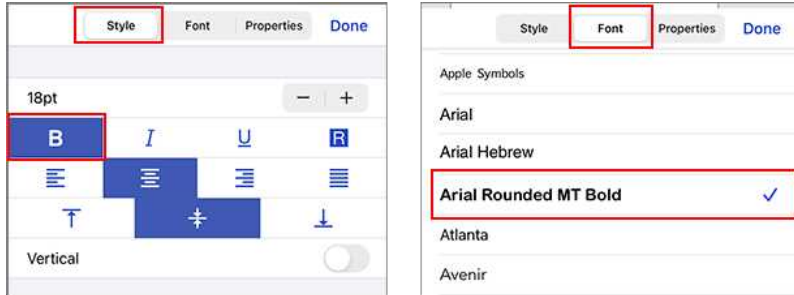 Style Font Properties Done
18pt − +
B I U R
Vertical
Style Font Properties Done
Apple Symbols
Arial
Arial Hebrew
Arial Rounded MT Bold
Atlanta
Avenir